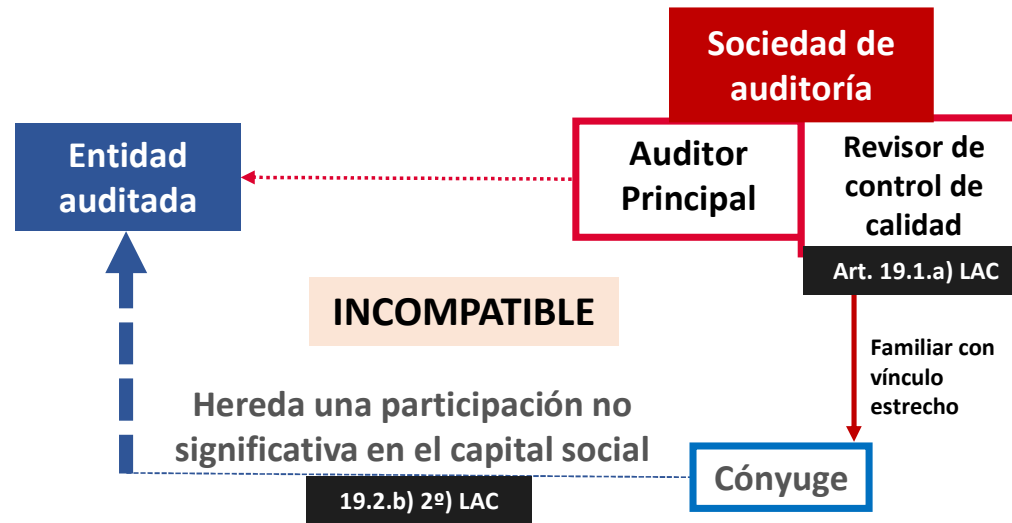 Sociedad de
auditoría
Entidad
auditada
Auditor
Principal
Revisor de
control de
calidad
Art. 19.1.a) LAC
INCOMPATIBLE
Familiar con
vínculo
estrecho
Hereda una participación no
significativa en el capital social
Cónyuge
19.2.b) 2º) LAC